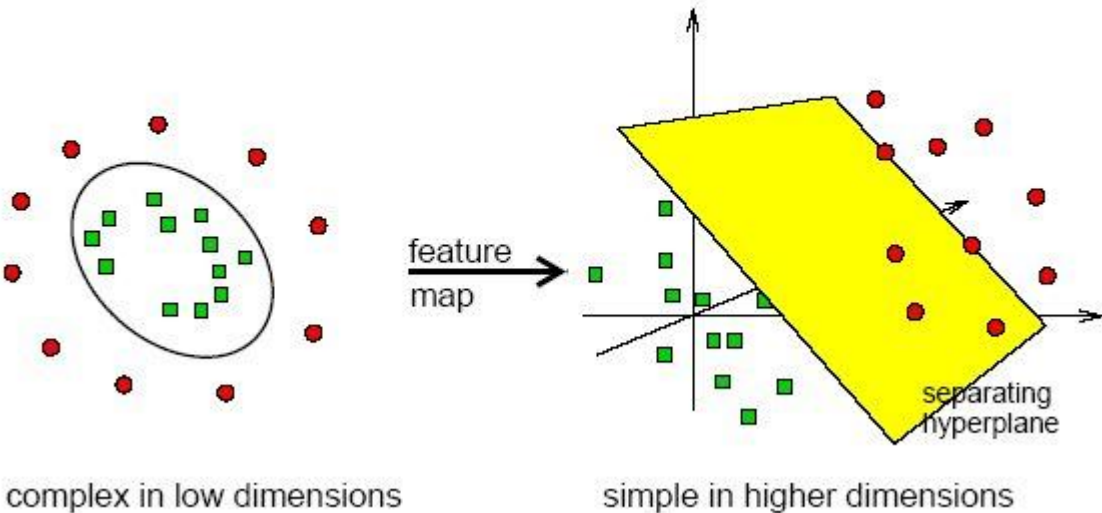 feature
map
separating
hyperplane
complex in low dimensions
simple in higher dimensions